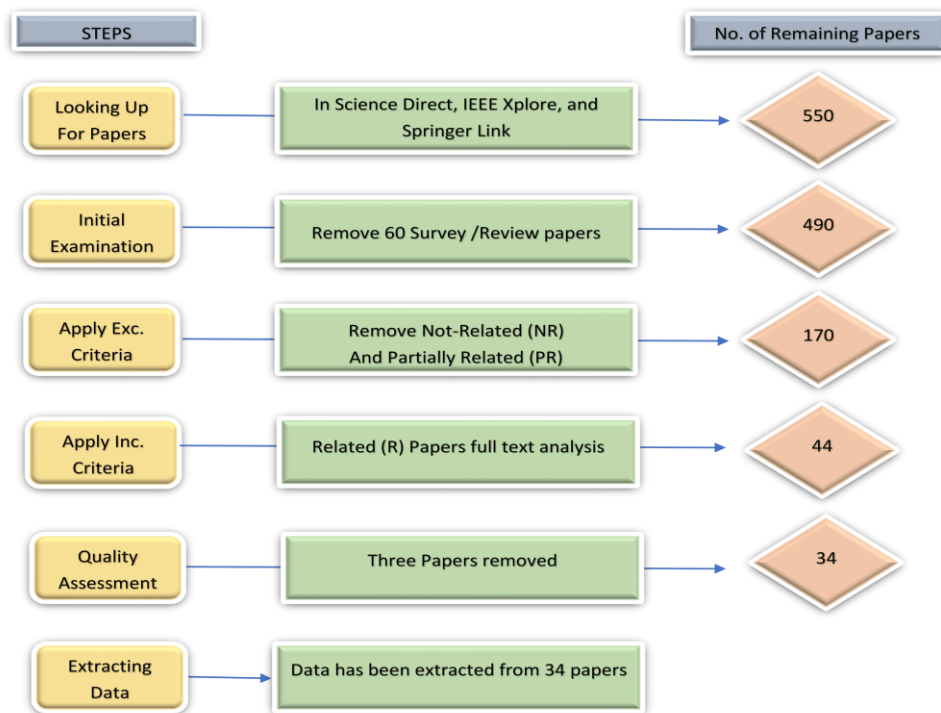 STEPS
No. of Remaining Papers
Looking Up
For Papers
In Science Direct, IEEE Xplore, and
Springer Link
550
Initial
Examination
Remove 60 Survey /Review papers
490
Apply Exc.
Criteria
Remove Not-Related (NR)
And Partially Related (PR)
170
Apply Inc.
Criteria
Related (R) Papers full text analysis
44
Quality
Assessment
Three Papers removed
34
Extracting
Data
Data has been extracted from 34 papers